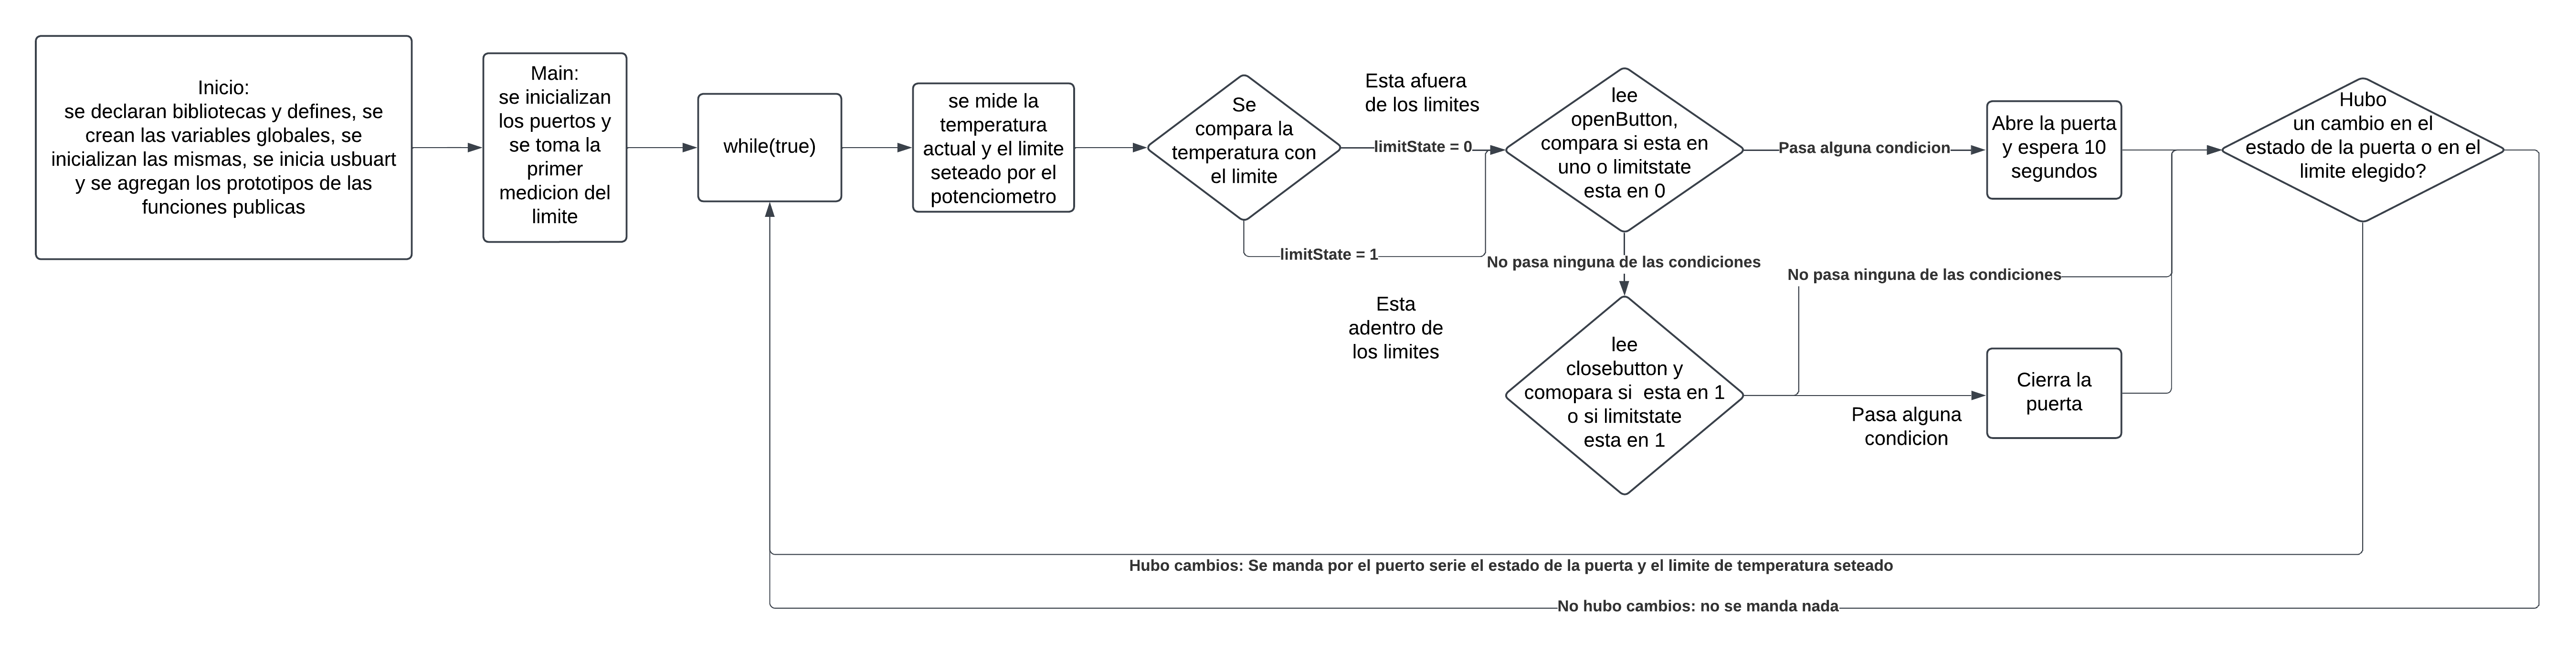 Inicio:
se declaran bibliotecas y defines, se
crean las variables globales, se
inicializan las mismas, se inicia usbuart
y se agregan los prototipos de las
funciones publicas
Main:
se inicializan
los puertos y
se toma la
primer
medicion del
limite
while(true)
se mide la
temperatura
actual y el limite
seteado por el
potenciometro
Se
compara la
temperatura con
el limite
Esta afuera
de los limites
limitState = 0
limitState = 1
Esta
adentro de
los limites
lee
openButton,
compara si esta en
uno o limitstate
esta en 0
Pasa alguna condicion
No pasa ninguna de las condiciones
lee
closebutton y
comopara si  esta en 1
o si limitstate
esta en 1
No pasa ninguna de las condiciones
Pasa alguna
condicion
Abre la puerta
y espera 10
segundos
Cierra la
puerta
Hubo
un cambio en el
estado de la puerta o en el
limite elegido?
Hubo cambios: Se manda por el puerto serie el estado de la puerta y el limite de temperatura seteado
No hubo cambios: no se manda nada